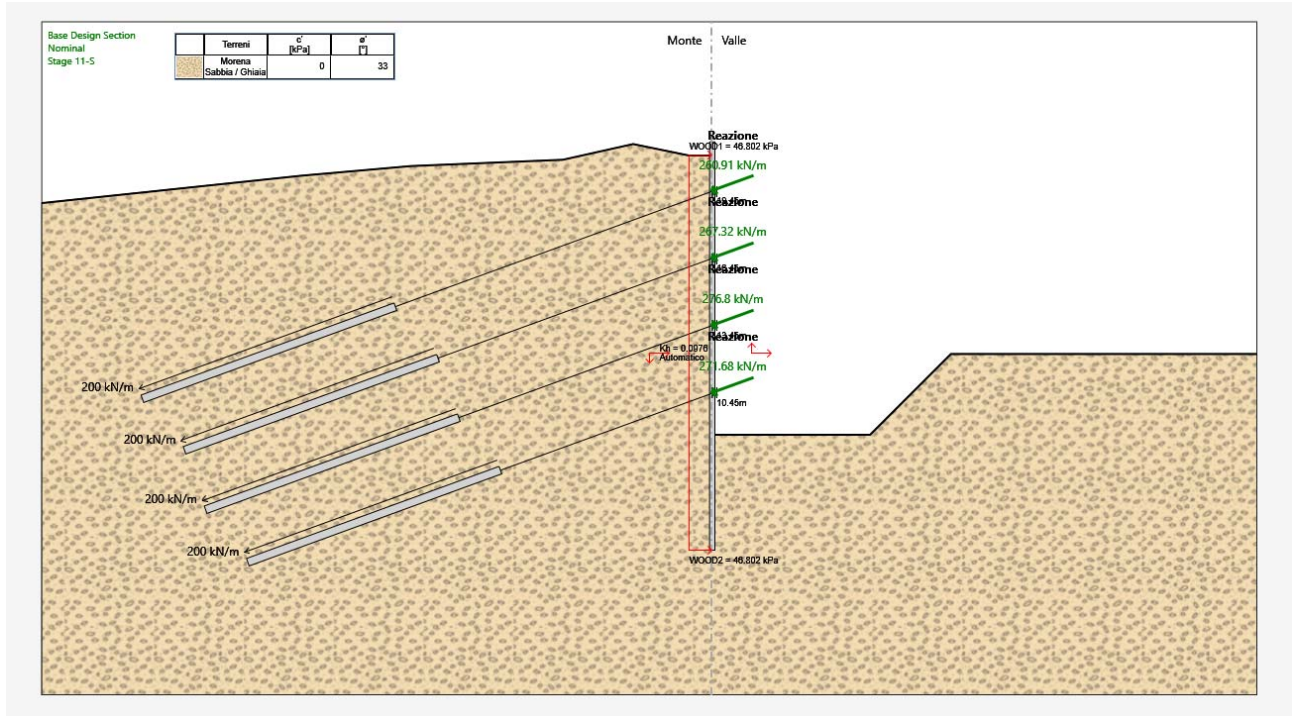 Base Design Section
Nominal
Stage 11-S
Terreni c' [kPa] ø' [°]
Morena Sabbia / Ghiaia 0 33
Monte Valle
Reazione
WOOD1 = 46.802 kPa
260.91 kN/m
Reazione
267.32 kN/m
Reazione
276.8 kN/m
Reazione
Kh = 0.0976
Automatico
271.68 kN/m
10.45m
200 kN/m
200 kN/m
200 kN/m
200 kN/m
WOOD2 = 46.802 kPa